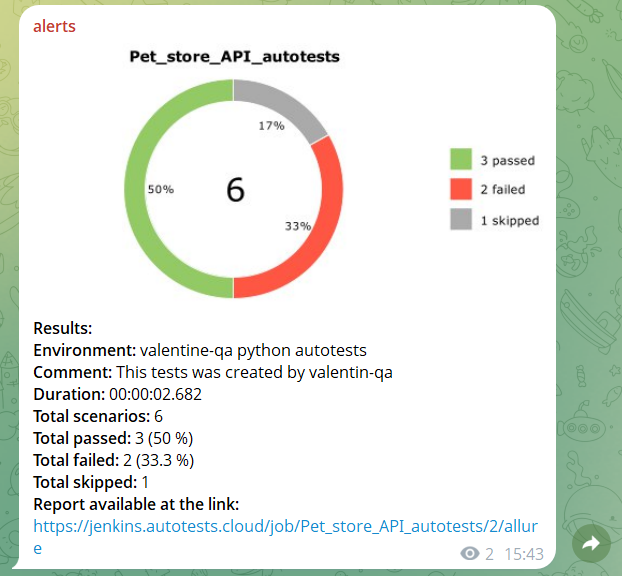 alerts
Pet_store_API_autotests
17%
50%
6
33%
3 passed
2 failed
1 skipped
Results:
Environment: valentine-qa python autotests
Comment: This tests was created by valentin-qa
Duration: 00:00:02.682
Total scenarios: 6
Total passed: 3 (50 %)
Total failed: 2 (33.3 %)
Total skipped: 1
Report available at the link:
https://jenkins.autotests.cloud/job/Pet_store_API_autotests/2/allur
e
2 15:43